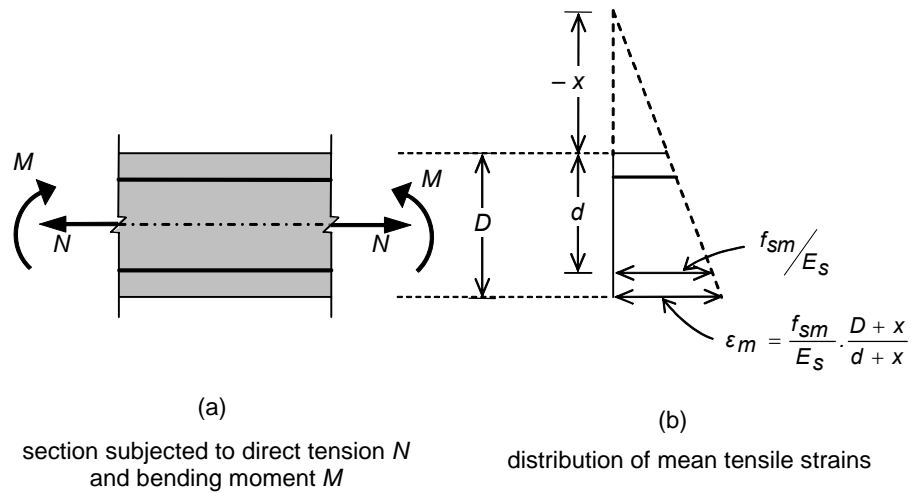 M
N
M
N
D
d
– x
f_sm/E_s
ε_m = f_sm/E_s · D + x/d + x
(a)
section subjected to direct tension N
and bending moment M
(b)
distribution of mean tensile strains